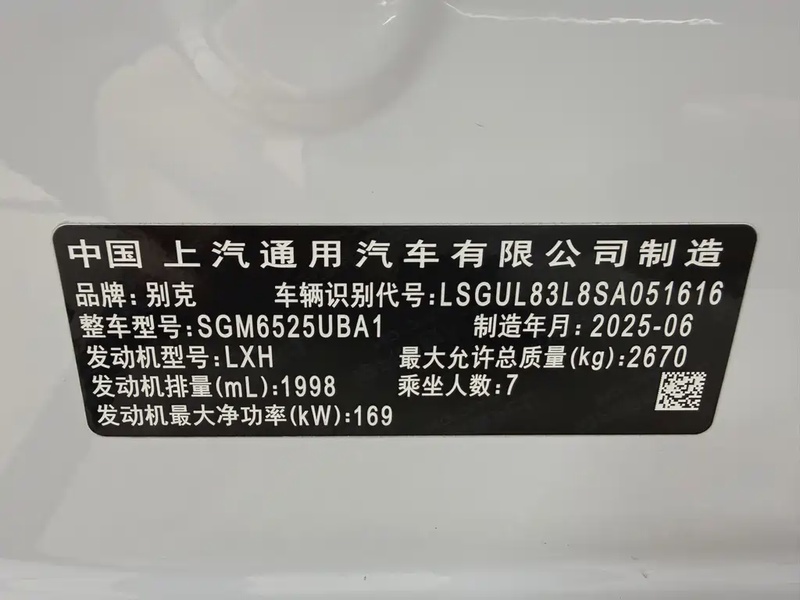 中国 上汽通用汽车有限公司制造
品牌: 别克 车辆识别代号: LSGUL83L8SA051616
整车型号: SGM6525UBA1 制造年月: 2025-06
发动机型号: LXH 最大允许总质量(kg): 2670
发动机排量(mL): 1998 乘坐人数: 7
发动机最大净功率(kW): 169